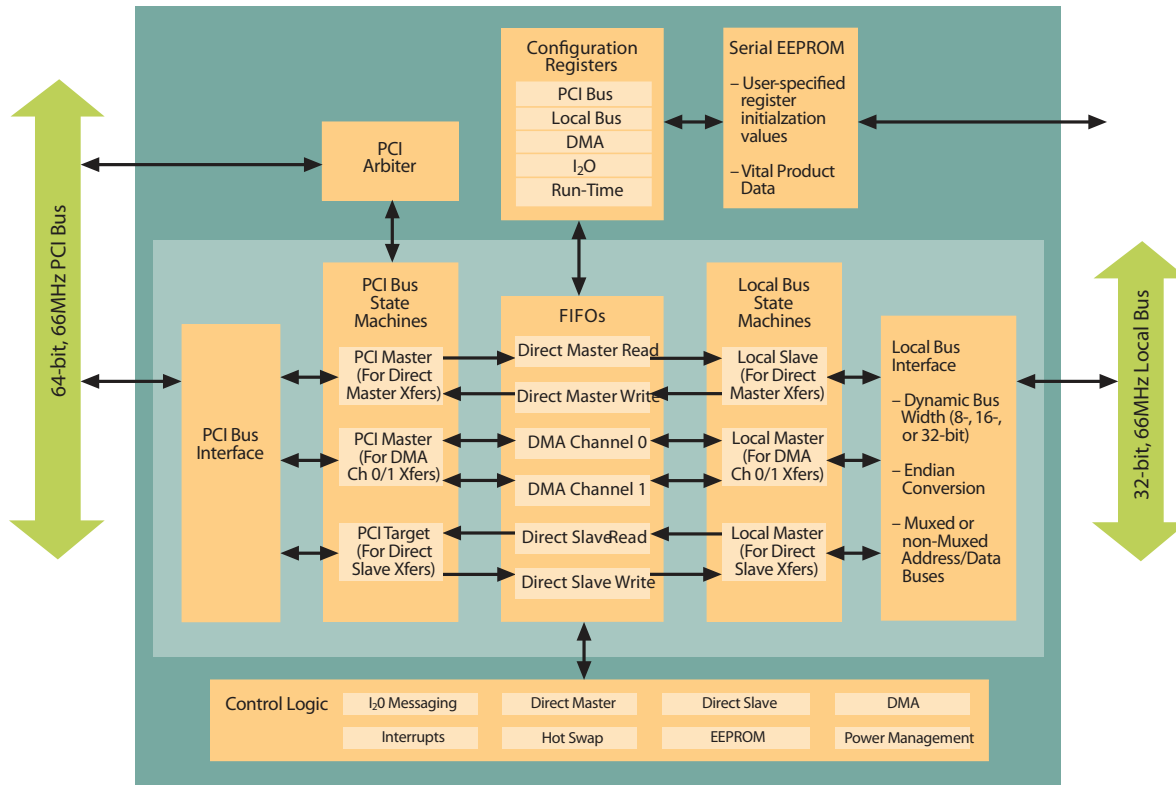 64-bit, 66MHz PCI Bus
PCI
Arbiter
Configuration
Registers
PCI Bus
Local Bus
DMA
I₂O
Run-Time
Serial EEPROM
– User-specified
register
initialzation
values
– Vital Product
Data
PCI Bus
Interface
PCI Bus
State
Machines
PCI Master
(For Direct
Master Xfers)
PCI Master
(For DMA
Ch 0/1 Xfers)
PCI Target
(For Direct
Slave Xfers)
FIFOs
Direct Master Read
Direct Master Write
DMA Channel 0
DMA Channel 1
Direct Slave Read
Direct Slave Write
Local Bus
State
Machines
Local Slave
(For Direct
Master Xfers)
Local Master
(For DMA
Ch 0/1 Xfers)
Local Master
(For Direct
Slave Xfers)
Local Bus
Interface
– Dynamic Bus
Width (8-, 16-,
or 32-bit)
– Endian
Conversion
– Muxed or
non-Muxed
Address/Data
Buses
32-bit, 66MHz Local Bus
Control Logic
I₂0 Messaging
Direct Master
Direct Slave
DMA
Interrupts
Hot Swap
EEPROM
Power Management